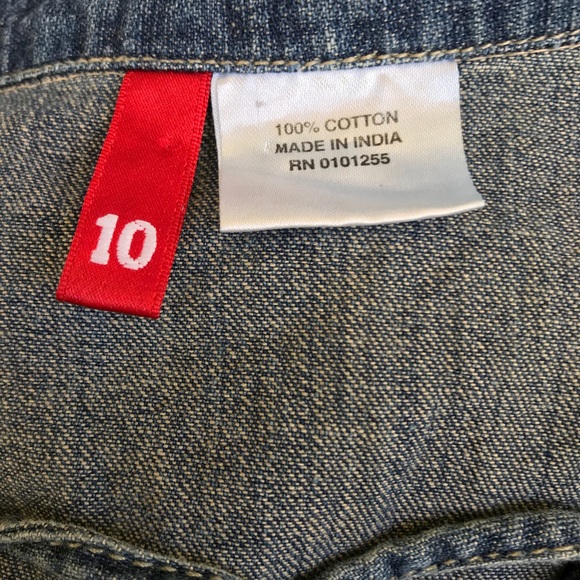 10
100% COTTON
MADE IN INDIA
RN 0101255